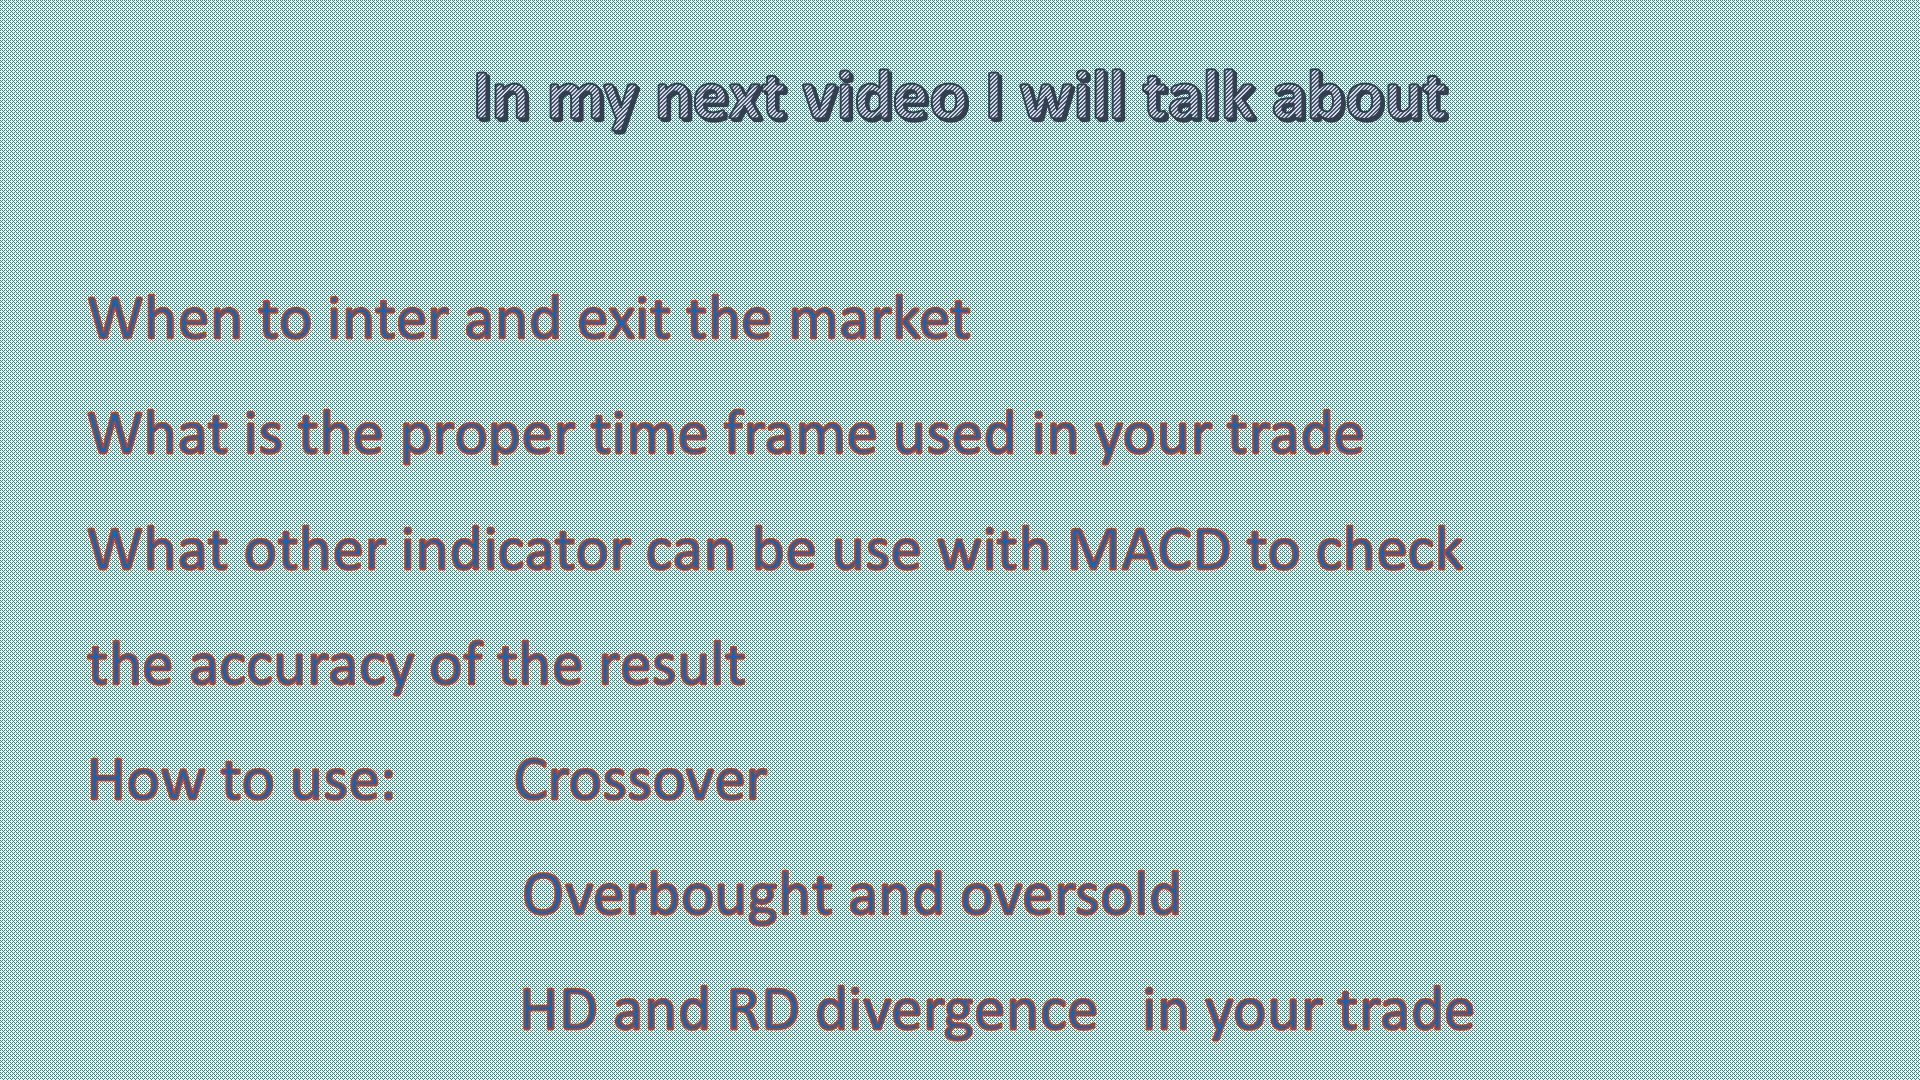 In my next video I will talk about
When to inter and exit the market
What is the proper time frame used in your trade
What other indicator can be use with MACD to check
the accuracy of the result
How to use: Crossover
Overbought and oversold
HD and RD divergence in your trade